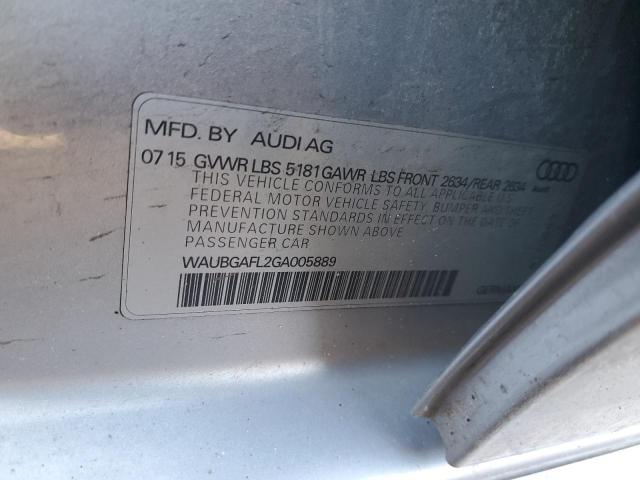 MFD. BY AUDI AG
07 15 GVWR LBS 5181 GAWR LBS FRONT 2634/REAR 2634
THIS VEHICLE CONFORMS TO ALL APPLICABLE U.S.
FEDERAL MOTOR VEHICLE SAFETY, BUMPER AND THEFT
PREVENTION STANDARDS IN EFFECT ON THE DATE OF
MANUFACTURE SHOWN ABOVE
PASSENGER CAR
WAUBGAFL2GA005889